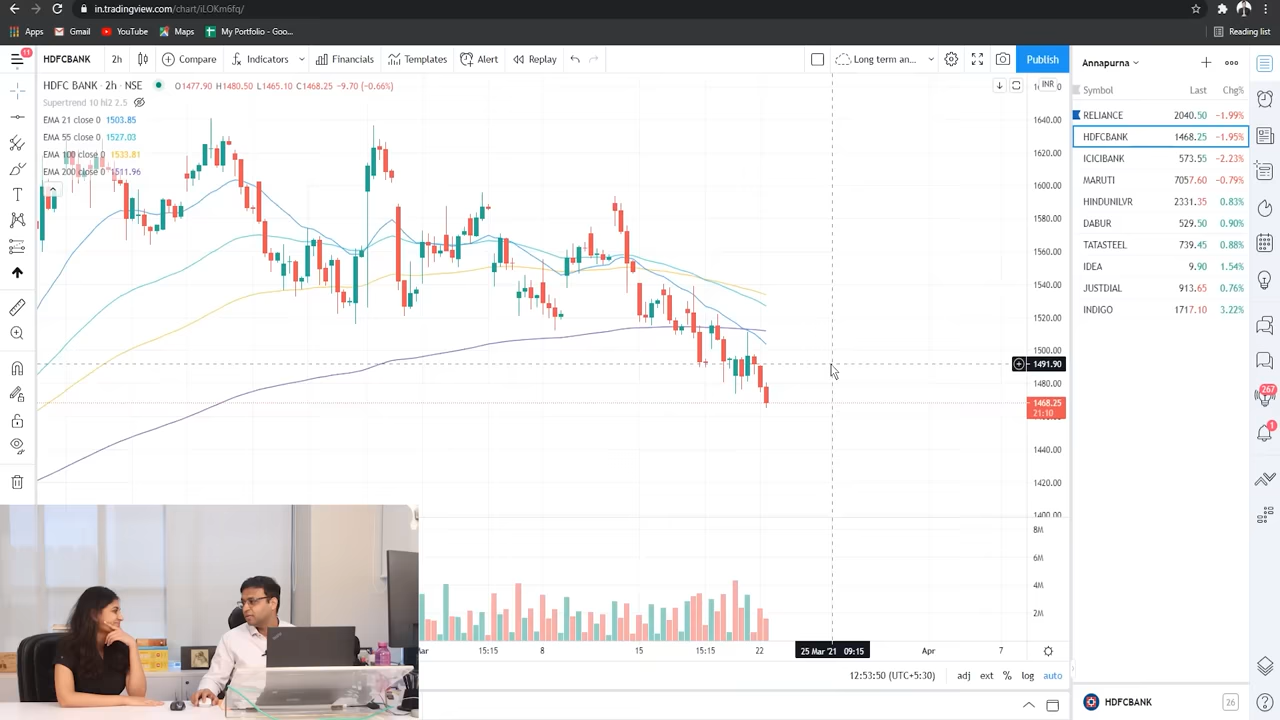 in.tradingview.com/chart/iLOKm6fq/
Apps
Gmail
YouTube
Maps
My Portfolio - Goo...
Reading list
11
HDFCBANK
2h
Compare
Indicators
Financials
Templates
Alert
Replay
Long term an...
Publish
HDFC BANK · 2h · NSE
O1477.90 H1480.50 L1465.10 C1468.25 -9.70 (-0.66%)
Supertrend 10 hl2 2.5
EMA 21 close 0 1503.85
EMA 55 close 0 1527.03
EMA 100 close 0 1533.81
EMA 200 close 0 1511.96
INR
1640.00
1620.00
1600.00
1580.00
1560.00
1540.00
1520.00
1500.00
1491.90
1480.00
1468.25
21:10
1440.00
1420.00
1400.00
8M
6M
4M
2M
15:15
8
15
15:15
22
25 Mar '21 09:15
Apr
7
12:53:50 (UTC+5:30)
adj
ext
%
log
auto
Annapurna
Symbol Last Chg%
RELIANCE 2040.50 −1.99%
HDFCBANK 1468.25 −1.95%
ICICIBANK 573.55 −2.23%
MARUTI 7057.60 −0.79%
HINDUNILVR 2331.35 0.83%
DABUR 529.50 0.90%
TATASTEEL 739.45 0.88%
IDEA 9.90 1.54%
JUSTDIAL 913.65 0.76%
INDIGO 1717.10 3.22%
267
1
HDFCBANK
26